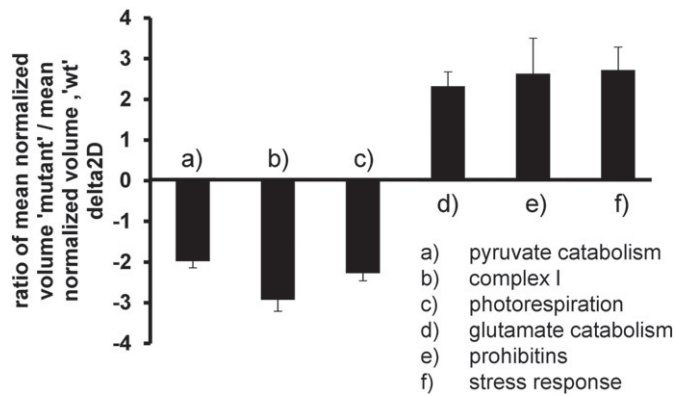 ratio of mean normalized
volume 'mutant' / mean
normalized volume ,'wt'
delta2D
4
3
2
1
0
-1
-2
-3
-4
a)
b)
c)
d)
e)
f)
a) pyruvate catabolism
b) complex I
c) photorespiration
d) glutamate catabolism
e) prohibitins
f) stress response